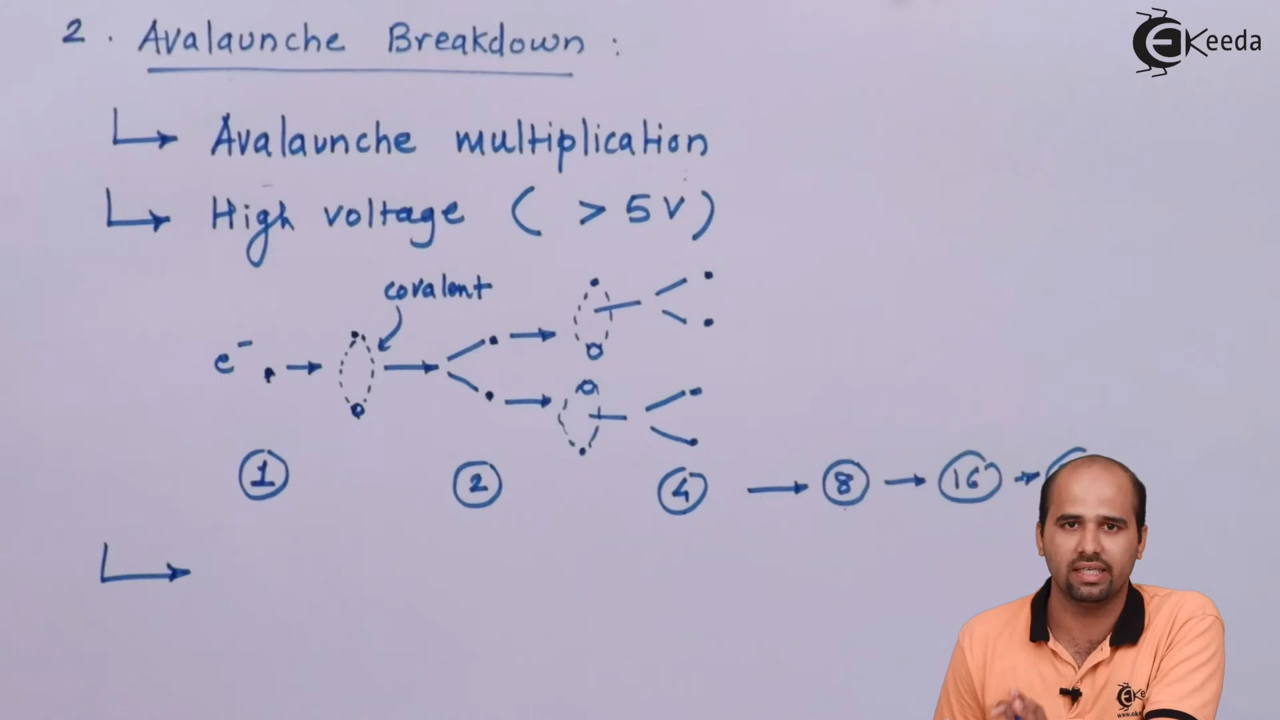 2. Avalaunche Breakdown:
Ekeeda
Avalaunche multiplication
High voltage ( > 5V)
covalent
e⁻
1 2 4 → 8 → 16 →